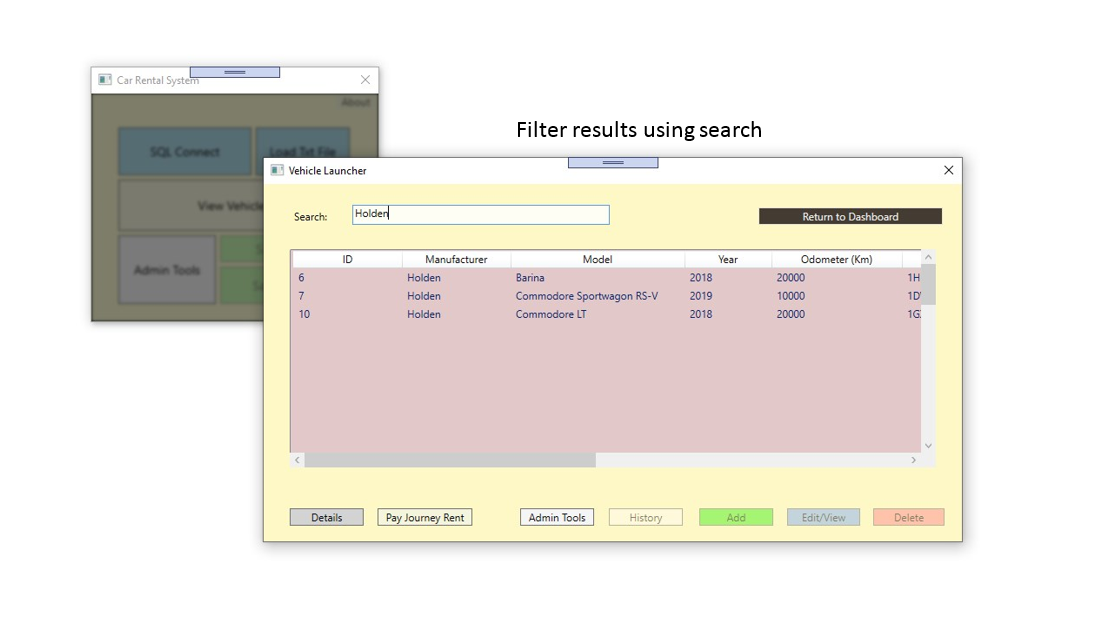 Car Rental System
About
SQL Connect
Load Txt File
Filter results using search
Vehicle Launcher
View Vehicle
Search: Holden Return to Dashboard
Admin Tools
ID Manufacturer Model Year Odometer (Km)
6 Holden Barina 2018 20000 1H
7 Holden Commodore Sportwagon RS-V 2019 10000 1D
10 Holden Commodore LT 2018 20000 1G
Details Pay Journey Rent Admin Tools History Add Edit/View Delete